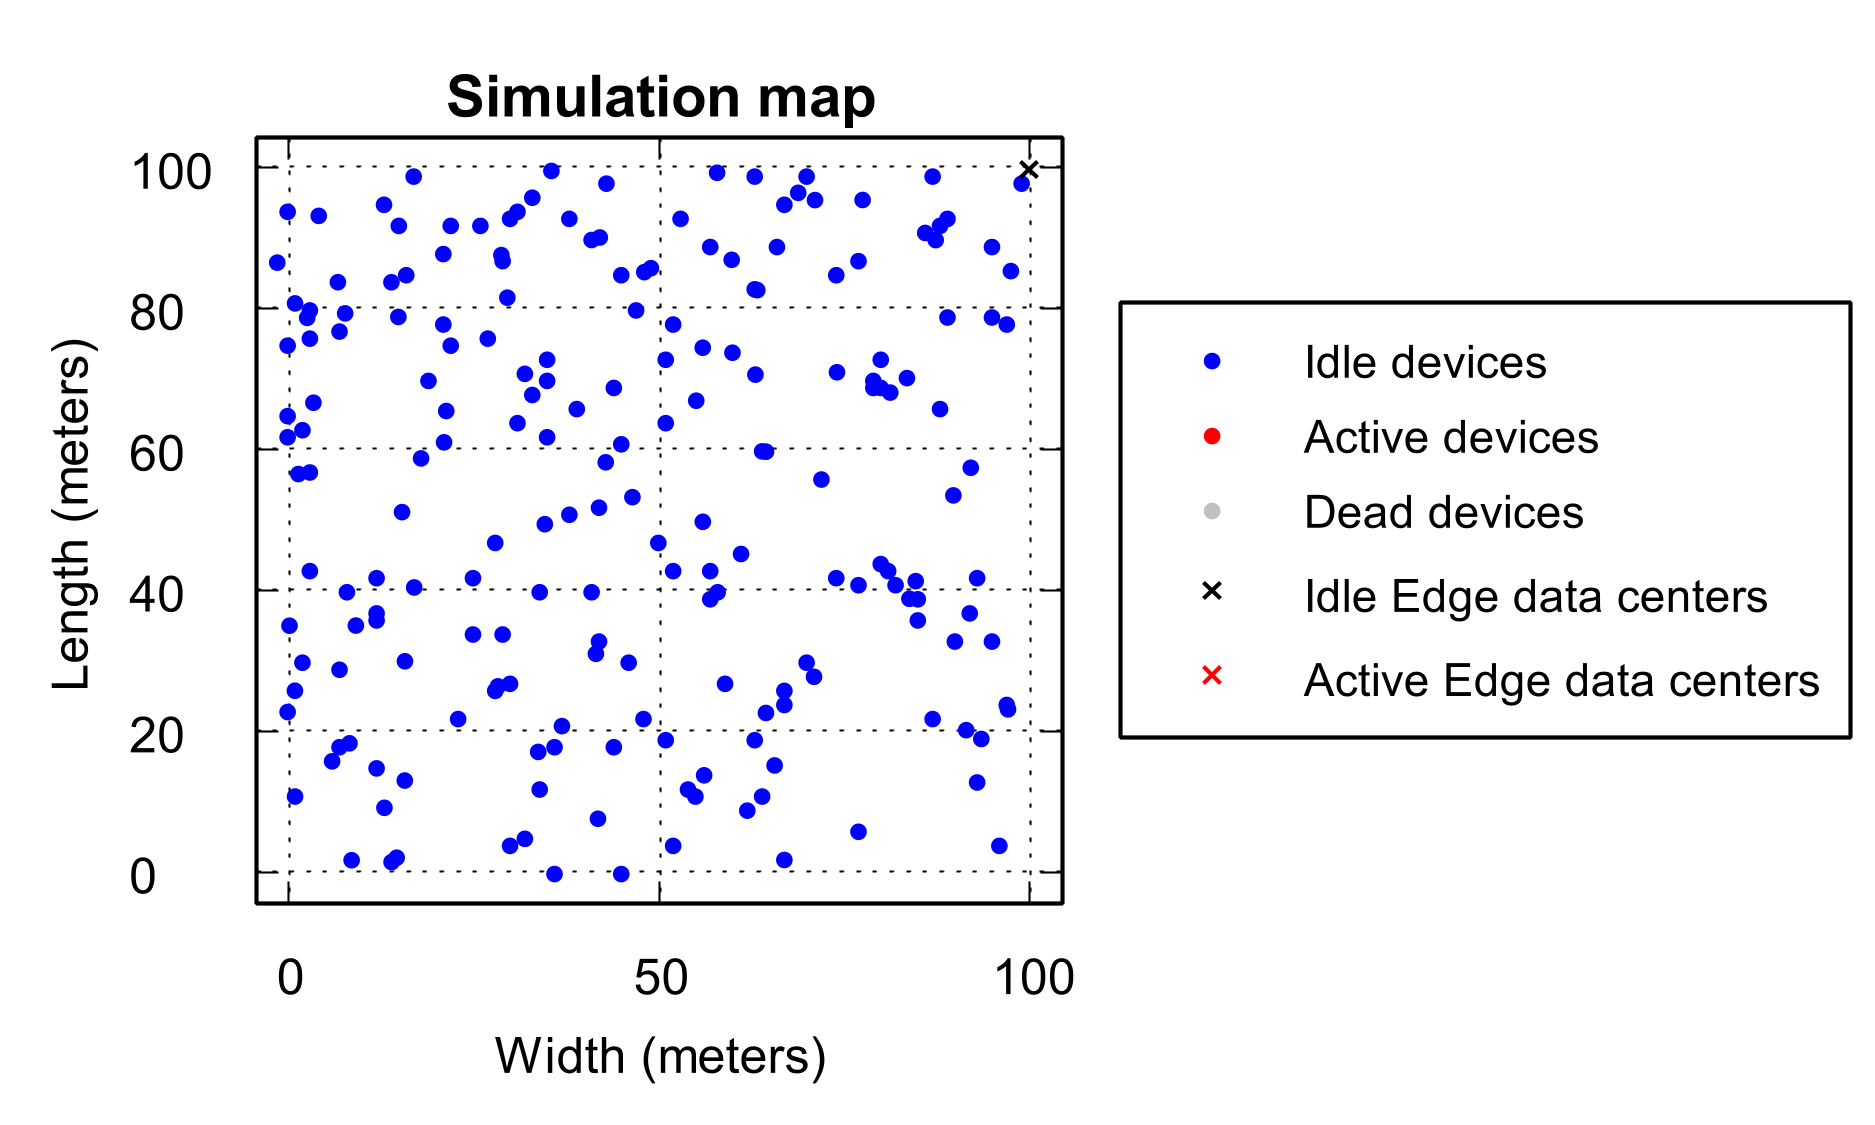 Simulation map
100
80
60
40
20
0
Length (meters)
0 50 100
Width (meters)
Idle devices
Active devices
Dead devices
Idle Edge data centers
Active Edge data centers